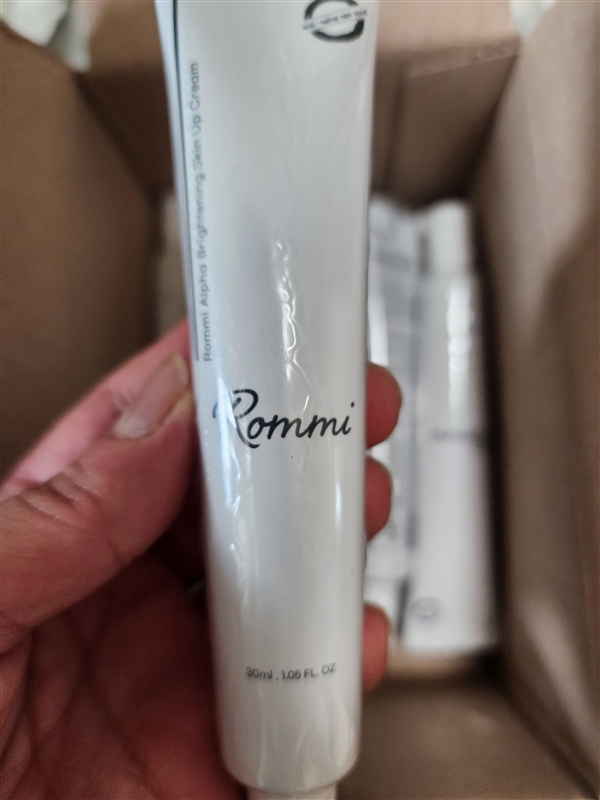 Rommi Alpha Brightening Skin Up Cream
Rommi
30ml , 1.05 FL. OZ